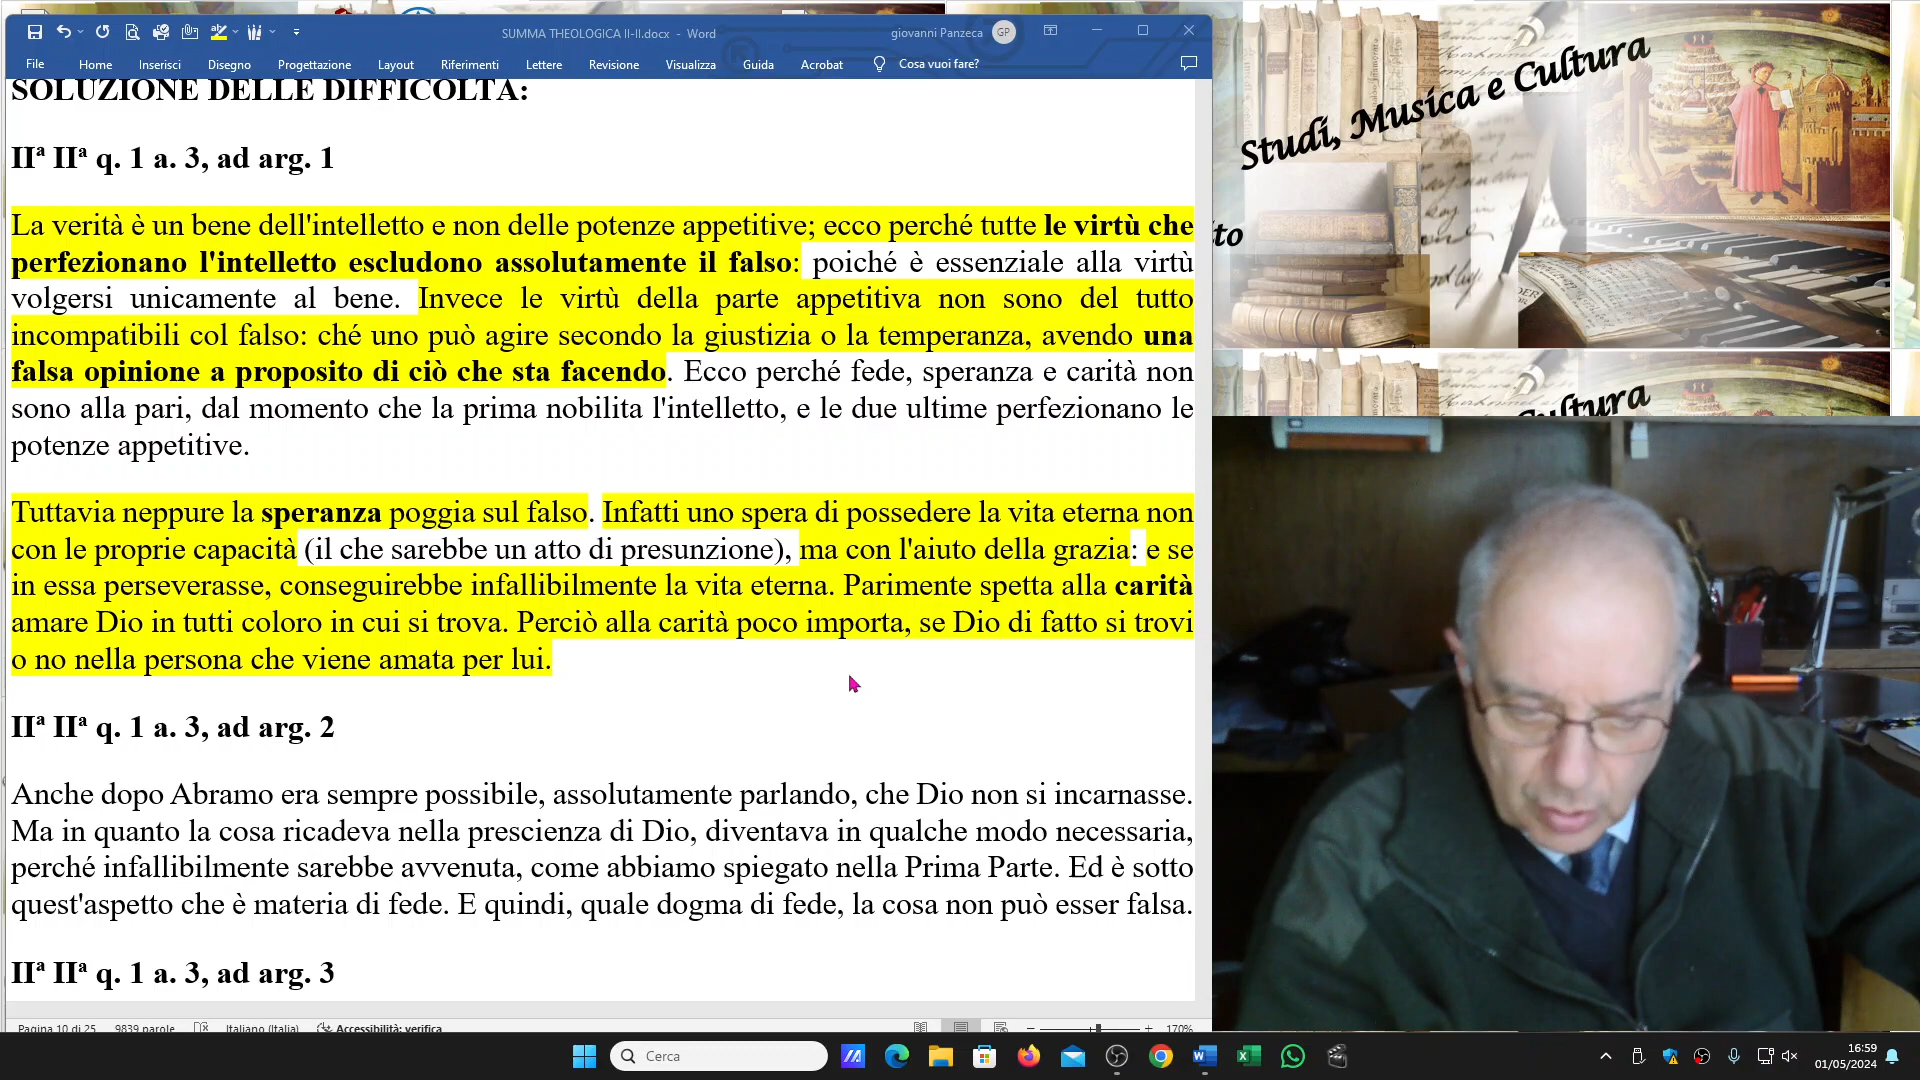 SUMMA THEOLOGICA II-II.docx - Word
giovanni Panzeca GP
File Home Inserisci Disegno Progettazione Layout Riferimenti Lettere Revisione Visualizza Guida Acrobat Cosa vuoi fare?
SOLUZIONE DELLE DIFFICOLTÀ:
IIª IIª q. 1 a. 3, ad arg. 1
La verità è un bene dell'intelletto e non delle potenze appetitive; ecco perché tutte le virtù che
perfezionano l'intelletto escludono assolutamente il falso: poiché è essenziale alla virtù
volgersi unicamente al bene. Invece le virtù della parte appetitiva non sono del tutto
incompatibili col falso: ché uno può agire secondo la giustizia o la temperanza, avendo una
falsa opinione a proposito di ciò che sta facendo. Ecco perché fede, speranza e carità non
sono alla pari, dal momento che la prima nobilita l'intelletto, e le due ultime perfezionano le
potenze appetitive.
Tuttavia neppure la speranza poggia sul falso. Infatti uno spera di possedere la vita eterna non
con le proprie capacità (il che sarebbe un atto di presunzione), ma con l'aiuto della grazia: e se
in essa perseverasse, conseguirebbe infallibilmente la vita eterna. Parimente spetta alla carità
amare Dio in tutti coloro in cui si trova. Perciò alla carità poco importa, se Dio di fatto si trovi
o no nella persona che viene amata per lui.
IIª IIª q. 1 a. 3, ad arg. 2
Anche dopo Abramo era sempre possibile, assolutamente parlando, che Dio non si incarnasse.
Ma in quanto la cosa ricadeva nella prescienza di Dio, diventava in qualche modo necessaria,
perché infallibilmente sarebbe avvenuta, come abbiamo spiegato nella Prima Parte. Ed è sotto
quest'aspetto che è materia di fede. E quindi, quale dogma di fede, la cosa non può esser falsa.
IIª IIª q. 1 a. 3, ad arg. 3
Pagina 10 di 25 9839 parole Italiano (Italia) Accessibilità: verifica 170%
Studi, Musica e Cultura
ito
Cultura
Cerca
16:59
01/05/2024